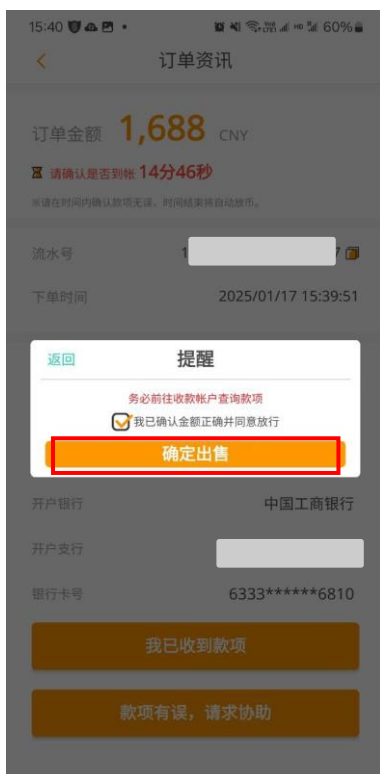 15:40 60%
订单资讯
订单金额 1,688 CNY
请确认是否到帐 14分46秒
※请在时间内确认款项无误,时间结束将自动放币。
流水号 1 7
下单时间 2025/01/17 15:39:51
返回 提醒
务必前往收款帐户查询款项
我已确认金额正确并同意放行
确定出售
开户银行 中国工商银行
开户支行
银行卡号 6333******6810
我已收到款项
款项有误,请求协助